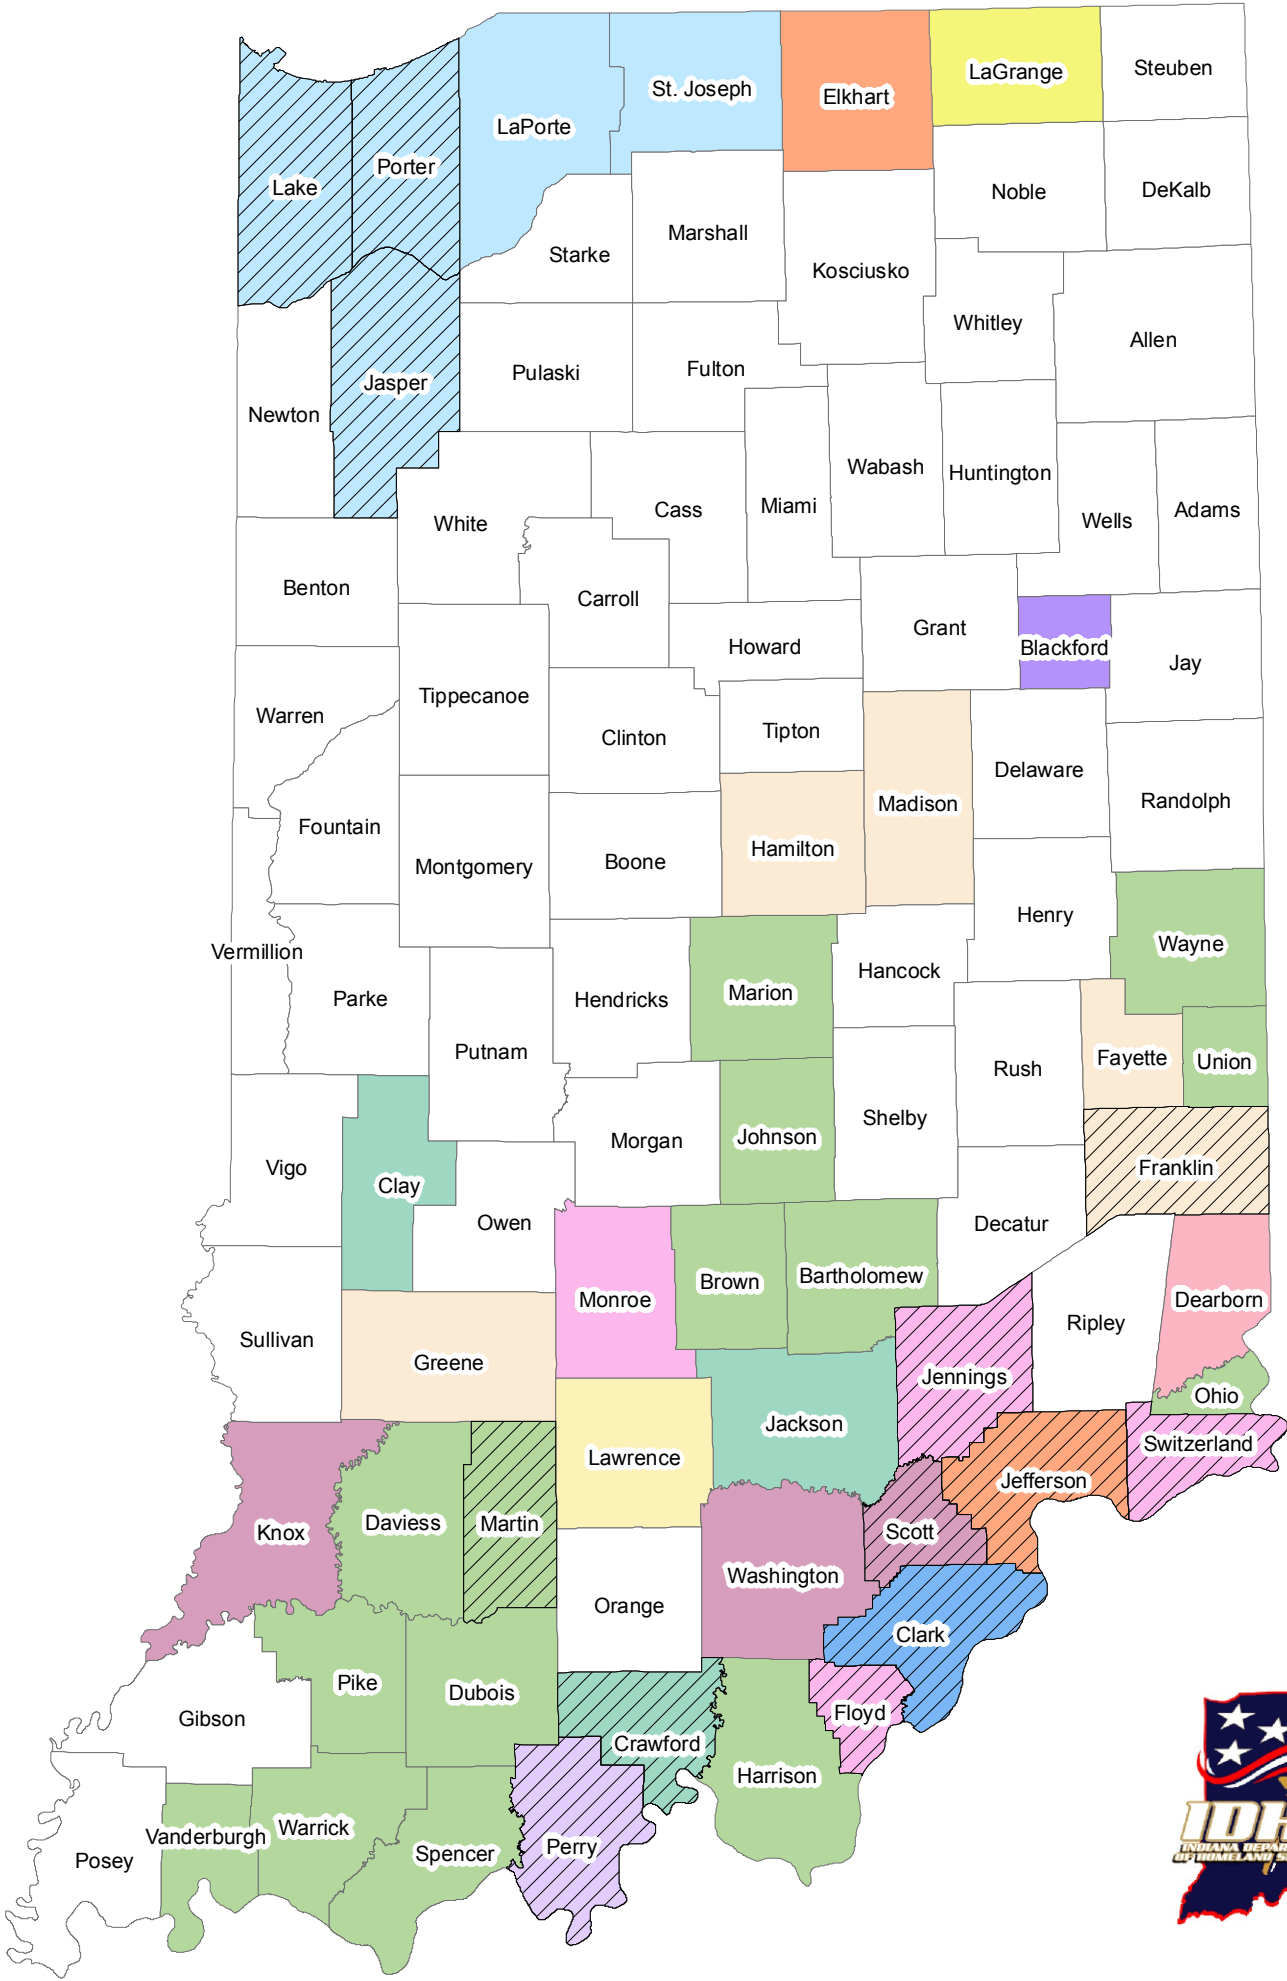 Steuben
LaGrange
St. Joseph
Elkhart
LaPorte
Porter
Lake
Noble
DeKalb
Marshall
Starke
Kosciusko
Whitley
Allen
Pulaski
Fulton
Jasper
Newton
Wabash
Huntington
Miami
Cass
White
Wells
Adams
Benton
Carroll
Grant
Howard
Blackford
Jay
Tippecanoe
Warren
Clinton
Tipton
Delaware
Randolph
Madison
Fountain
Hamilton
Boone
Montgomery
Henry
Wayne
Vermillion
Hancock
Marion
Hendricks
Parke
Putnam
Fayette
Union
Rush
Shelby
Johnson
Morgan
Vigo
Franklin
Clay
Owen
Decatur
Brown
Bartholomew
Monroe
Dearborn
Ripley
Sullivan
Greene
Jennings
Ohio
Jackson
Switzerland
Lawrence
Jefferson
Knox
Daviess
Martin
Scott
Washington
Orange
Clark
Pike
Dubois
Gibson
Floyd
Crawford
Harrison
Vanderburgh
Warrick
Perry
Spencer
Posey
INDIANA